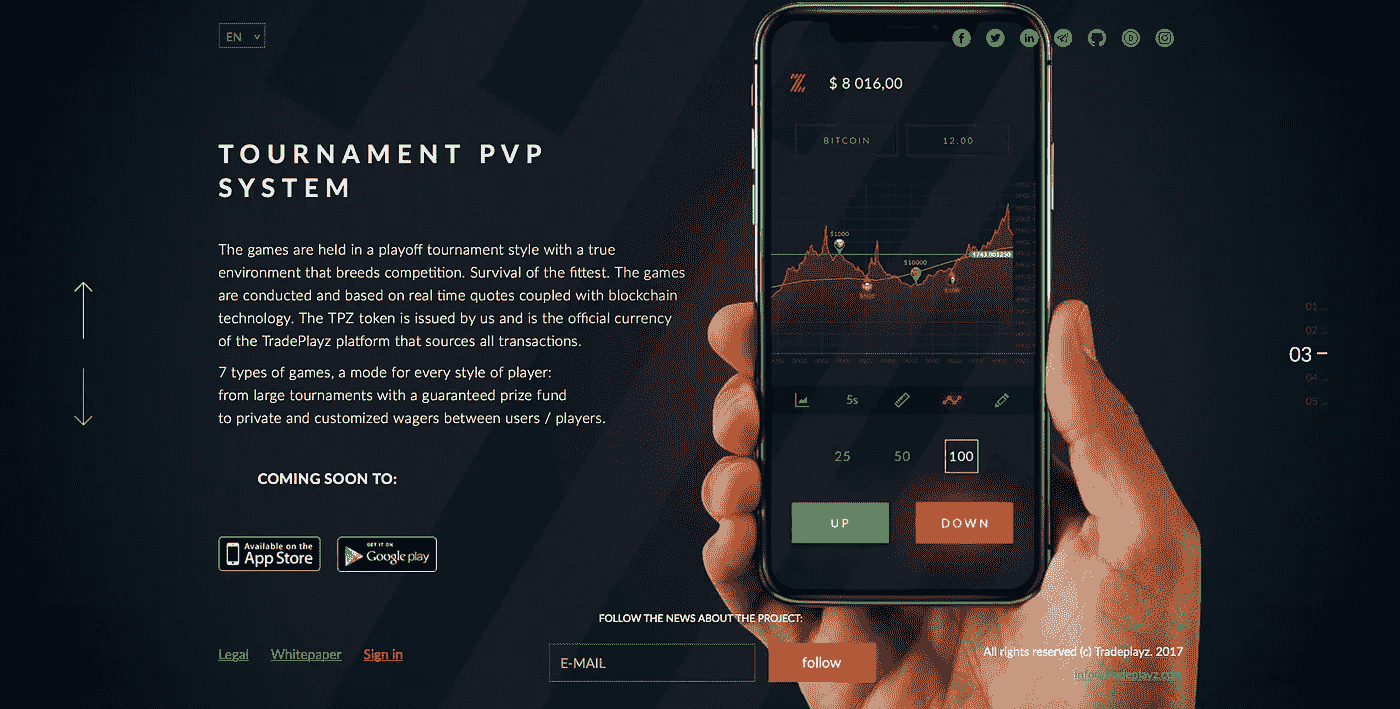 EN
$ 8 016,00
BITCOIN
12:00
TOURNAMENT PVP
SYSTEM
The games are held in a playoff tournament style with a true
environment that breeds competition. Survival of the fittest. The games
are conducted and based on real time quotes coupled with blockchain
technology. The TPZ token is issued by us and is the official currency
of the TradePlayz platform that sources all transactions.
7 types of games, a mode for every style of player:
from large tournaments with a guaranteed prize fund
to private and customized wagers between users / players.
$1000
$10000
01
02
03
04
05
5s
25 50 100
UP DOWN
COMING SOON TO:
Available on the
App Store
GET IT ON
Google play
FOLLOW THE NEWS ABOUT THE PROJECT:
Legal Whitepaper Sign in
E-MAIL
follow
All rights reserved (c) Tradeplayz. 2017
info@tradeplayz.com